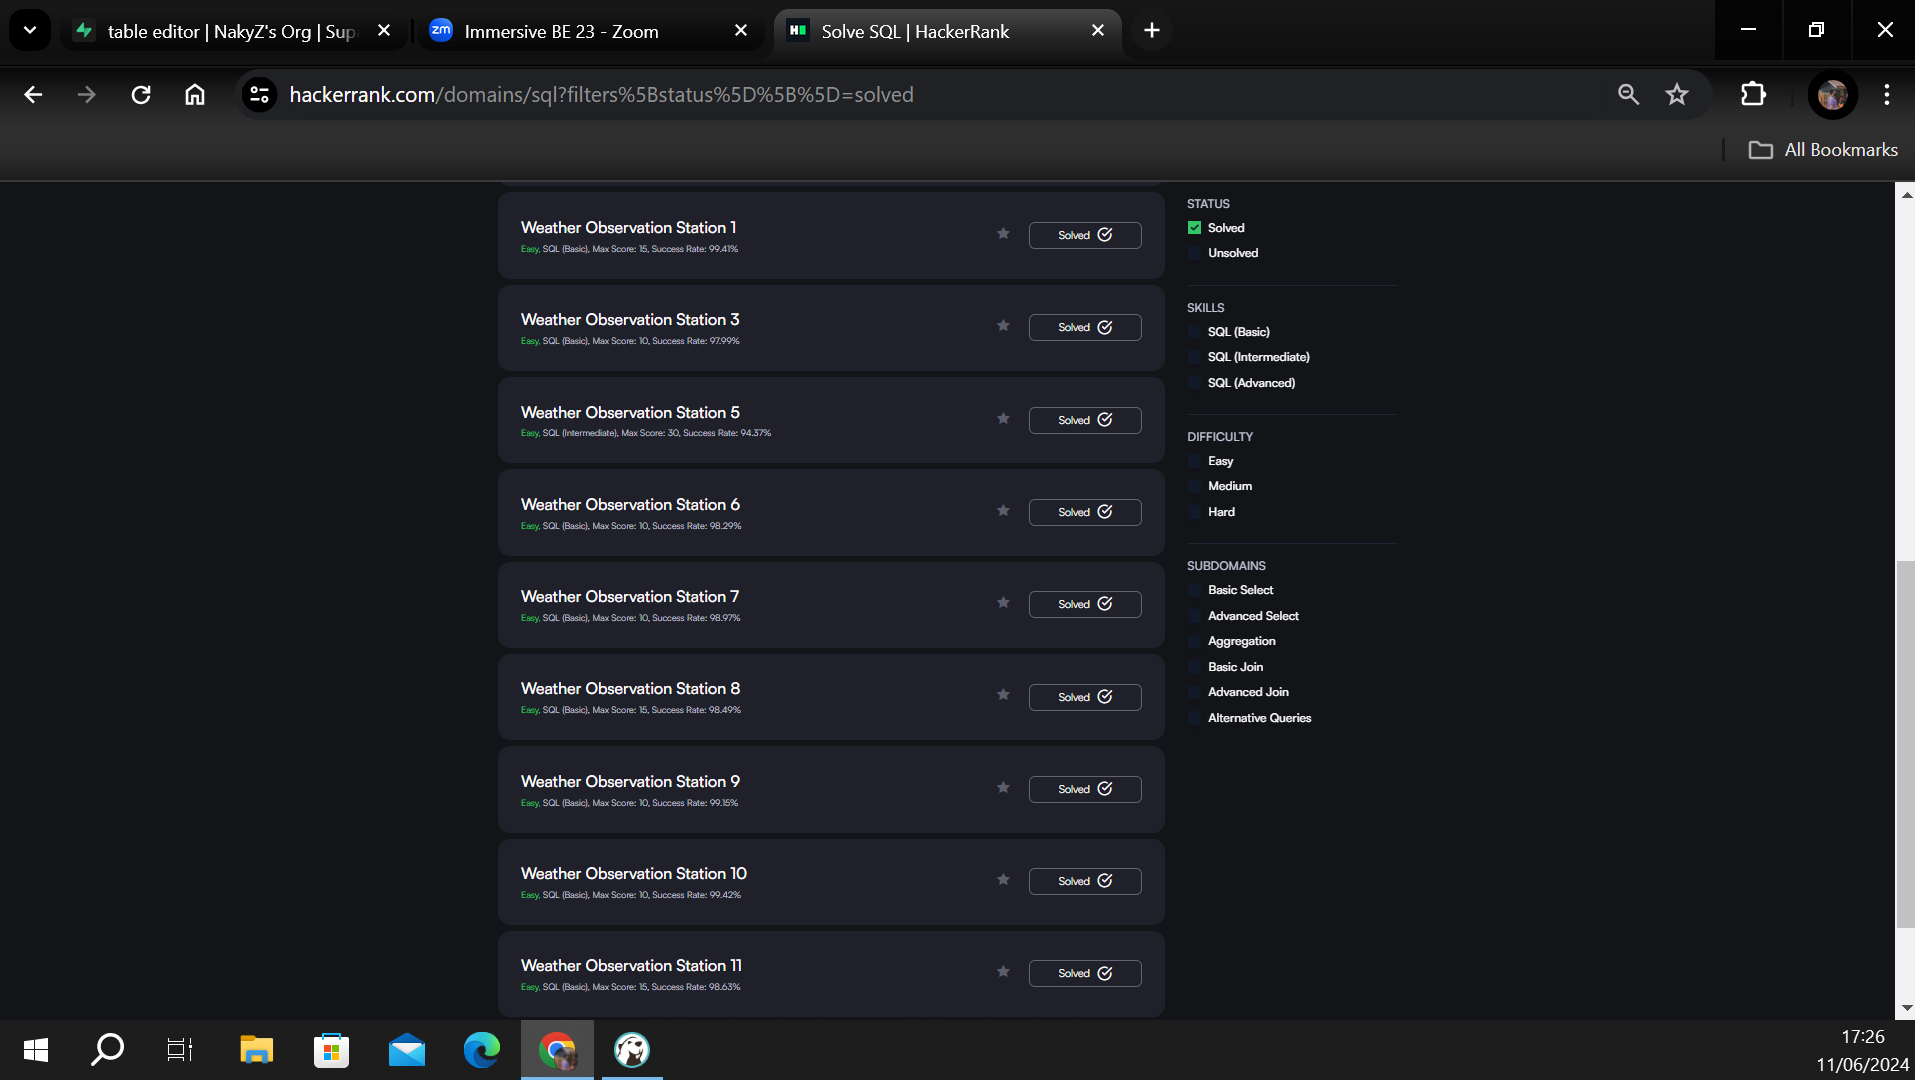 table editor | NakyZ's Org | Sup
zm
Immersive BE 23 - Zoom
Solve SQL | HackerRank
hackerrank.com/domains/sql?filters%5Bstatus%5D%5B%5D=solved
All Bookmarks
Weather Observation Station 1
Easy, SQL (Basic), Max Score: 15, Success Rate: 99.41%
Solved
Weather Observation Station 3
Easy, SQL (Basic), Max Score: 10, Success Rate: 97.99%
Solved
Weather Observation Station 5
Easy, SQL (Intermediate), Max Score: 30, Success Rate: 94.37%
Solved
Weather Observation Station 6
Easy, SQL (Basic), Max Score: 10, Success Rate: 98.29%
Solved
Weather Observation Station 7
Easy, SQL (Basic), Max Score: 10, Success Rate: 98.97%
Solved
Weather Observation Station 8
Easy, SQL (Basic), Max Score: 15, Success Rate: 98.49%
Solved
Weather Observation Station 9
Easy, SQL (Basic), Max Score: 10, Success Rate: 99.15%
Solved
Weather Observation Station 10
Easy, SQL (Basic), Max Score: 10, Success Rate: 99.42%
Solved
Weather Observation Station 11
Easy, SQL (Basic), Max Score: 15, Success Rate: 98.63%
Solved
STATUS
Solved
Unsolved
SKILLS
SQL (Basic)
SQL (Intermediate)
SQL (Advanced)
DIFFICULTY
Easy
Medium
Hard
SUBDOMAINS
Basic Select
Advanced Select
Aggregation
Basic Join
Advanced Join
Alternative Queries
17:26
11/06/2024